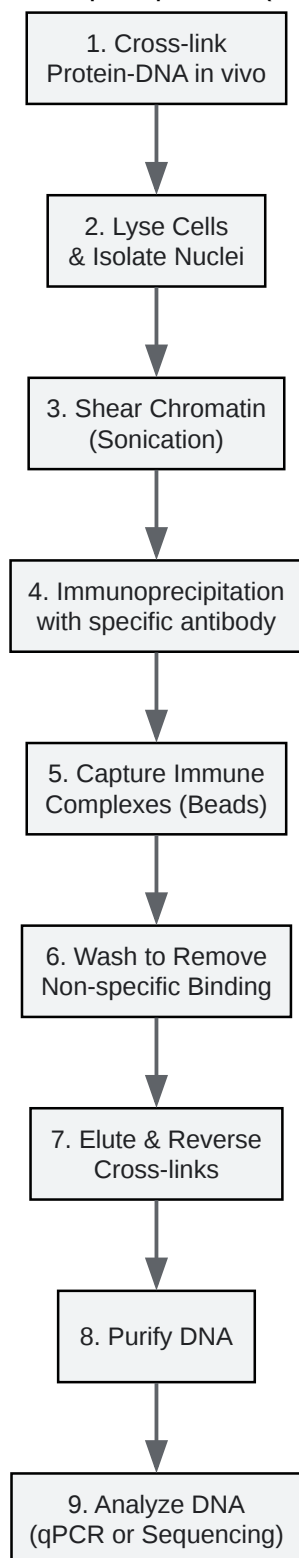 1. Cross-link
Protein-DNA in vivo
2. Lyse Cells
& Isolate Nuclei
3. Shear Chromatin
(Sonication)
4. Immunoprecipitation
with specific antibody
5. Capture Immune
Complexes (Beads)
6. Wash to Remove
Non-specific Binding
7. Elute & Reverse
Cross-links
8. Purify DNA
9. Analyze DNA
(qPCR or Sequencing)